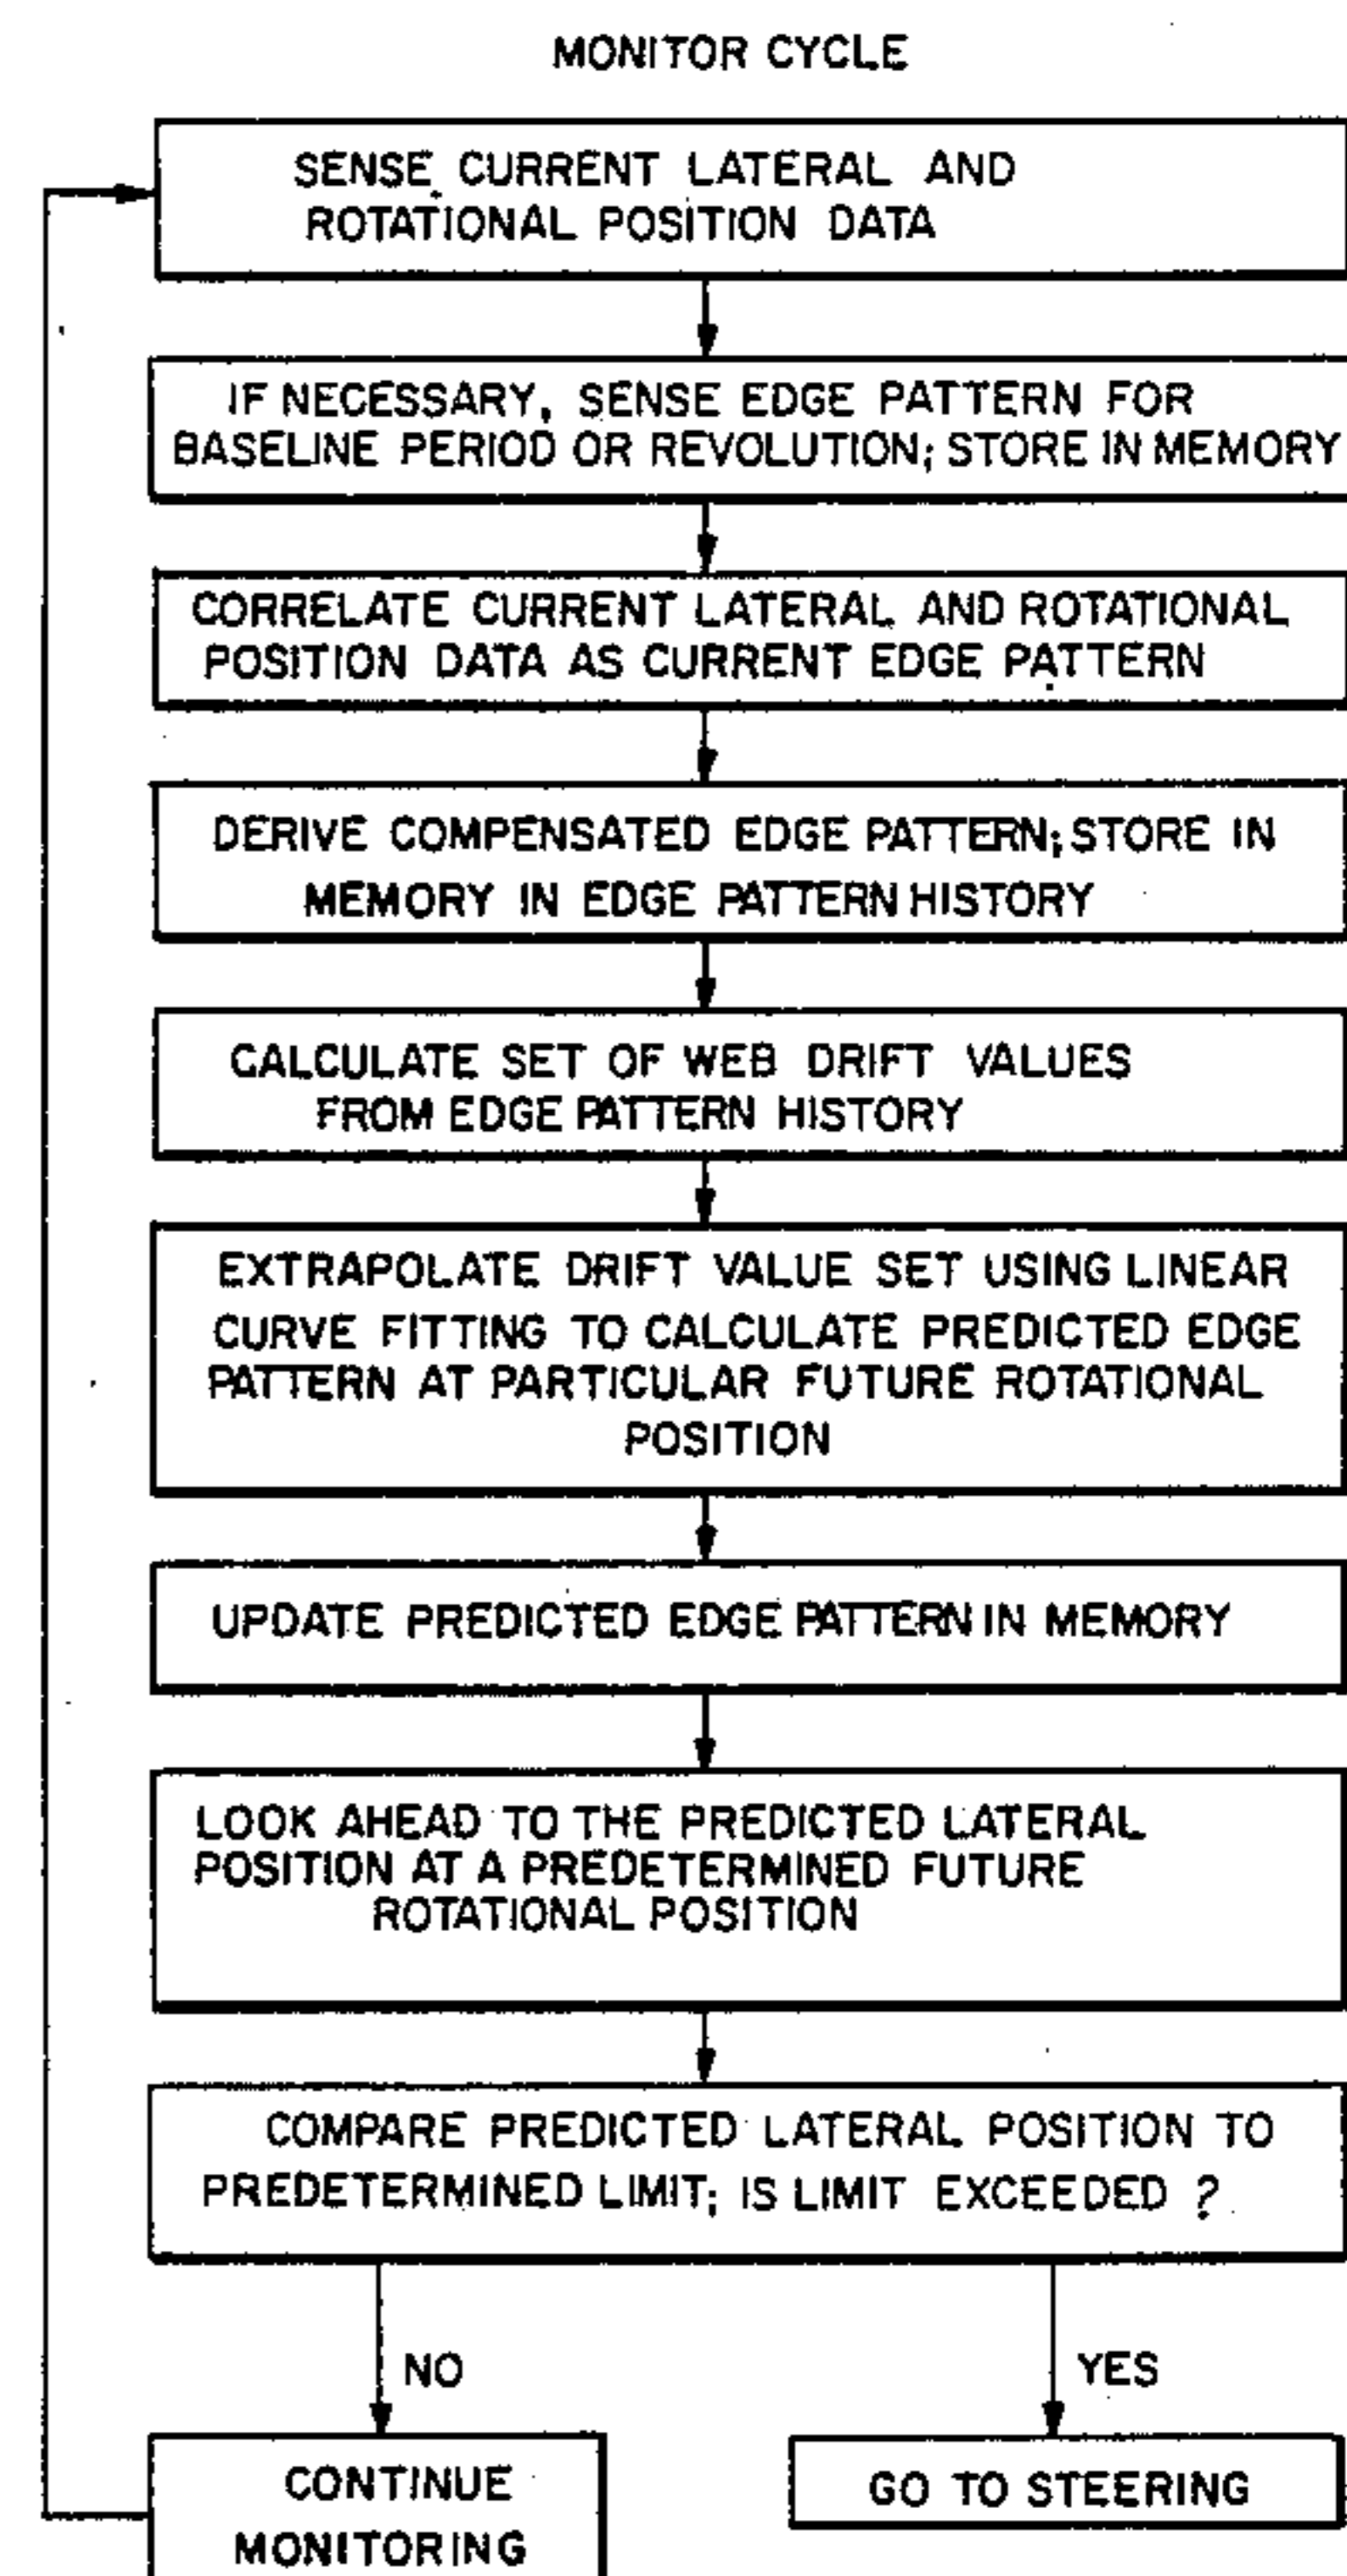 MONITOR CYCLE
SENSE CURRENT LATERAL AND
ROTATIONAL POSITION DATA
IF NECESSARY, SENSE EDGE PATTERN FOR
BASELINE PERIOD OR REVOLUTION; STORE IN MEMORY
CORRELATE CURRENT LATERAL AND ROTATIONAL
POSITION DATA AS CURRENT EDGE PATTERN
DERIVE COMPENSATED EDGE PATTERN; STORE IN
MEMORY IN EDGE PATTERN HISTORY
CALCULATE SET OF WEB DRIFT VALUES
FROM EDGE PATTERN HISTORY
EXTRAPOLATE DRIFT VALUE SET USING LINEAR
CURVE FITTING TO CALCULATE PREDICTED EDGE
PATTERN AT PARTICULAR FUTURE ROTATIONAL
POSITION
UPDATE PREDICTED EDGE PATTERN IN MEMORY
LOOK AHEAD TO THE PREDICTED LATERAL
POSITION AT A PREDETERMINED FUTURE
ROTATIONAL POSITION
COMPARE PREDICTED LATERAL POSITION TO
PREDETERMINED LIMIT; IS LIMIT EXCEEDED ?
NO
YES
CONTINUE
MONITORING
GO TO STEERING